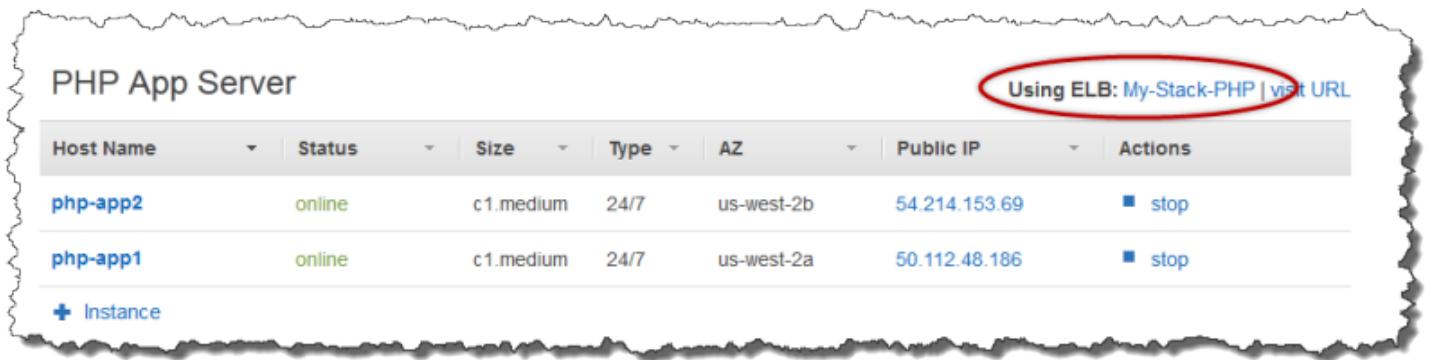 PHP App Server
Using ELB: My-Stack-PHP | visit URL
Host Name Status Size Type AZ Public IP Actions
php-app2 online c1.medium 24/7 us-west-2b 54.214.153.69 stop
php-app1 online c1.medium 24/7 us-west-2a 50.112.48.186 stop
+ Instance